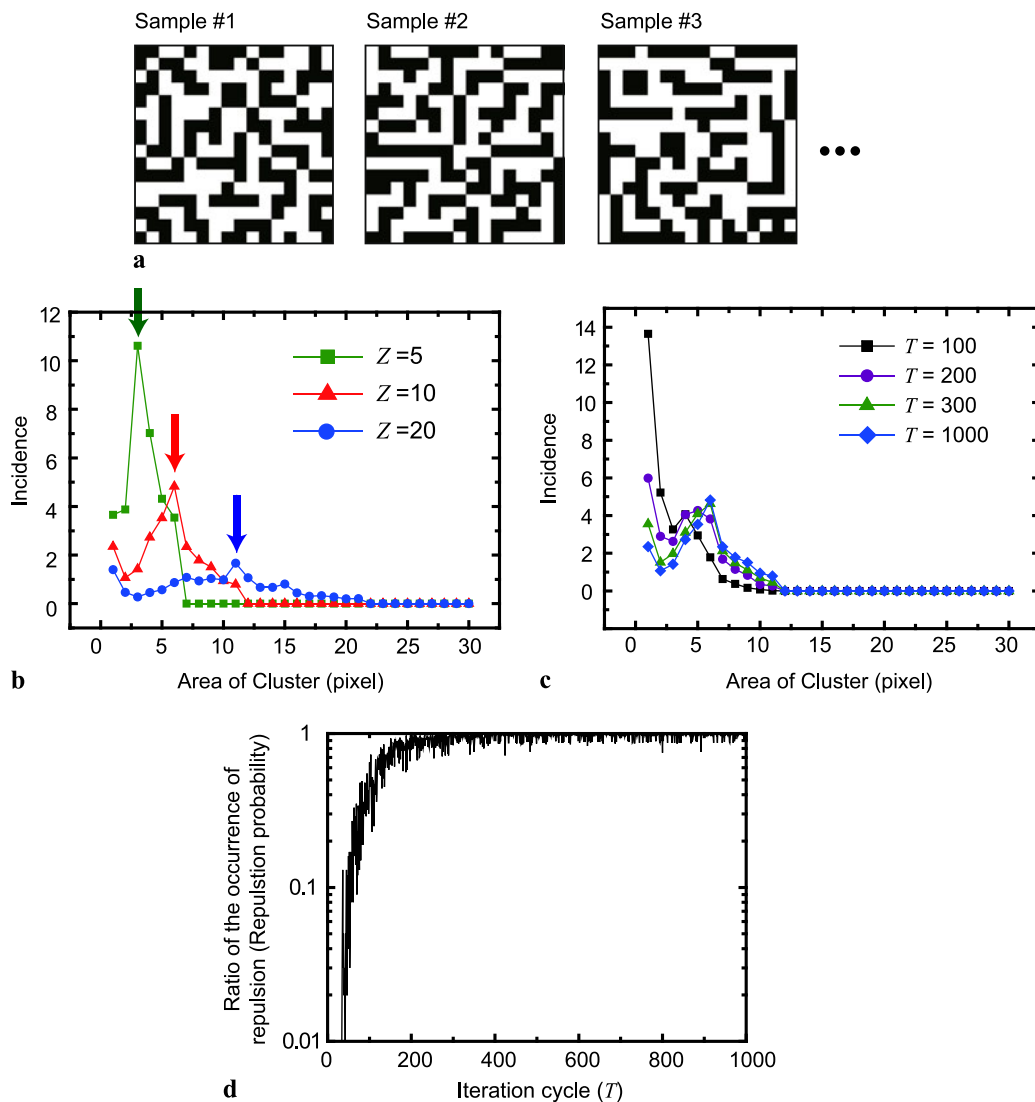 Sample #1
Sample #2
Sample #3
a
12
10
8
6
4
2
0
Incidence
Z =5
Z =10
Z =20
0 5 10 15 20 25 30
Area of Cluster (pixel)
b
14
12
10
8
6
4
2
0
Incidence
T = 100
T = 200
T = 300
T = 1000
0 5 10 15 20 25 30
Area of Cluster (pixel)
c
Ratio of the occurrence of
repulsion (Repulstion probability)
1
0.1
0.01
0 200 400 600 800 1000
Iteration cycle (T)
d